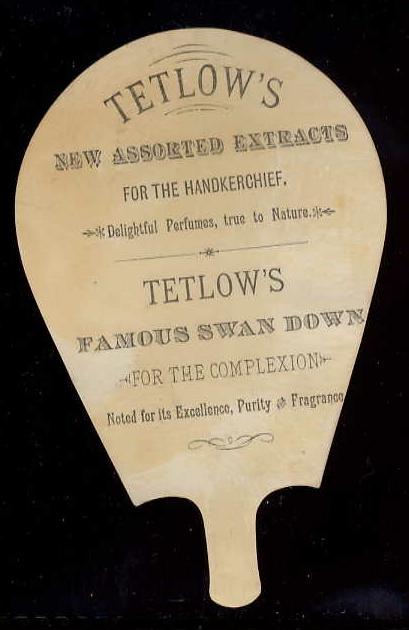 TETLOW'S
NEW ASSORTED EXTRACTS
FOR THE HANDKERCHIEF.
Delightful Perfumes, true to Nature.
TETLOW'S
FAMOUS SWAN DOWN
FOR THE COMPLEXION
Noted for its Excellence, Purity & Fragrance